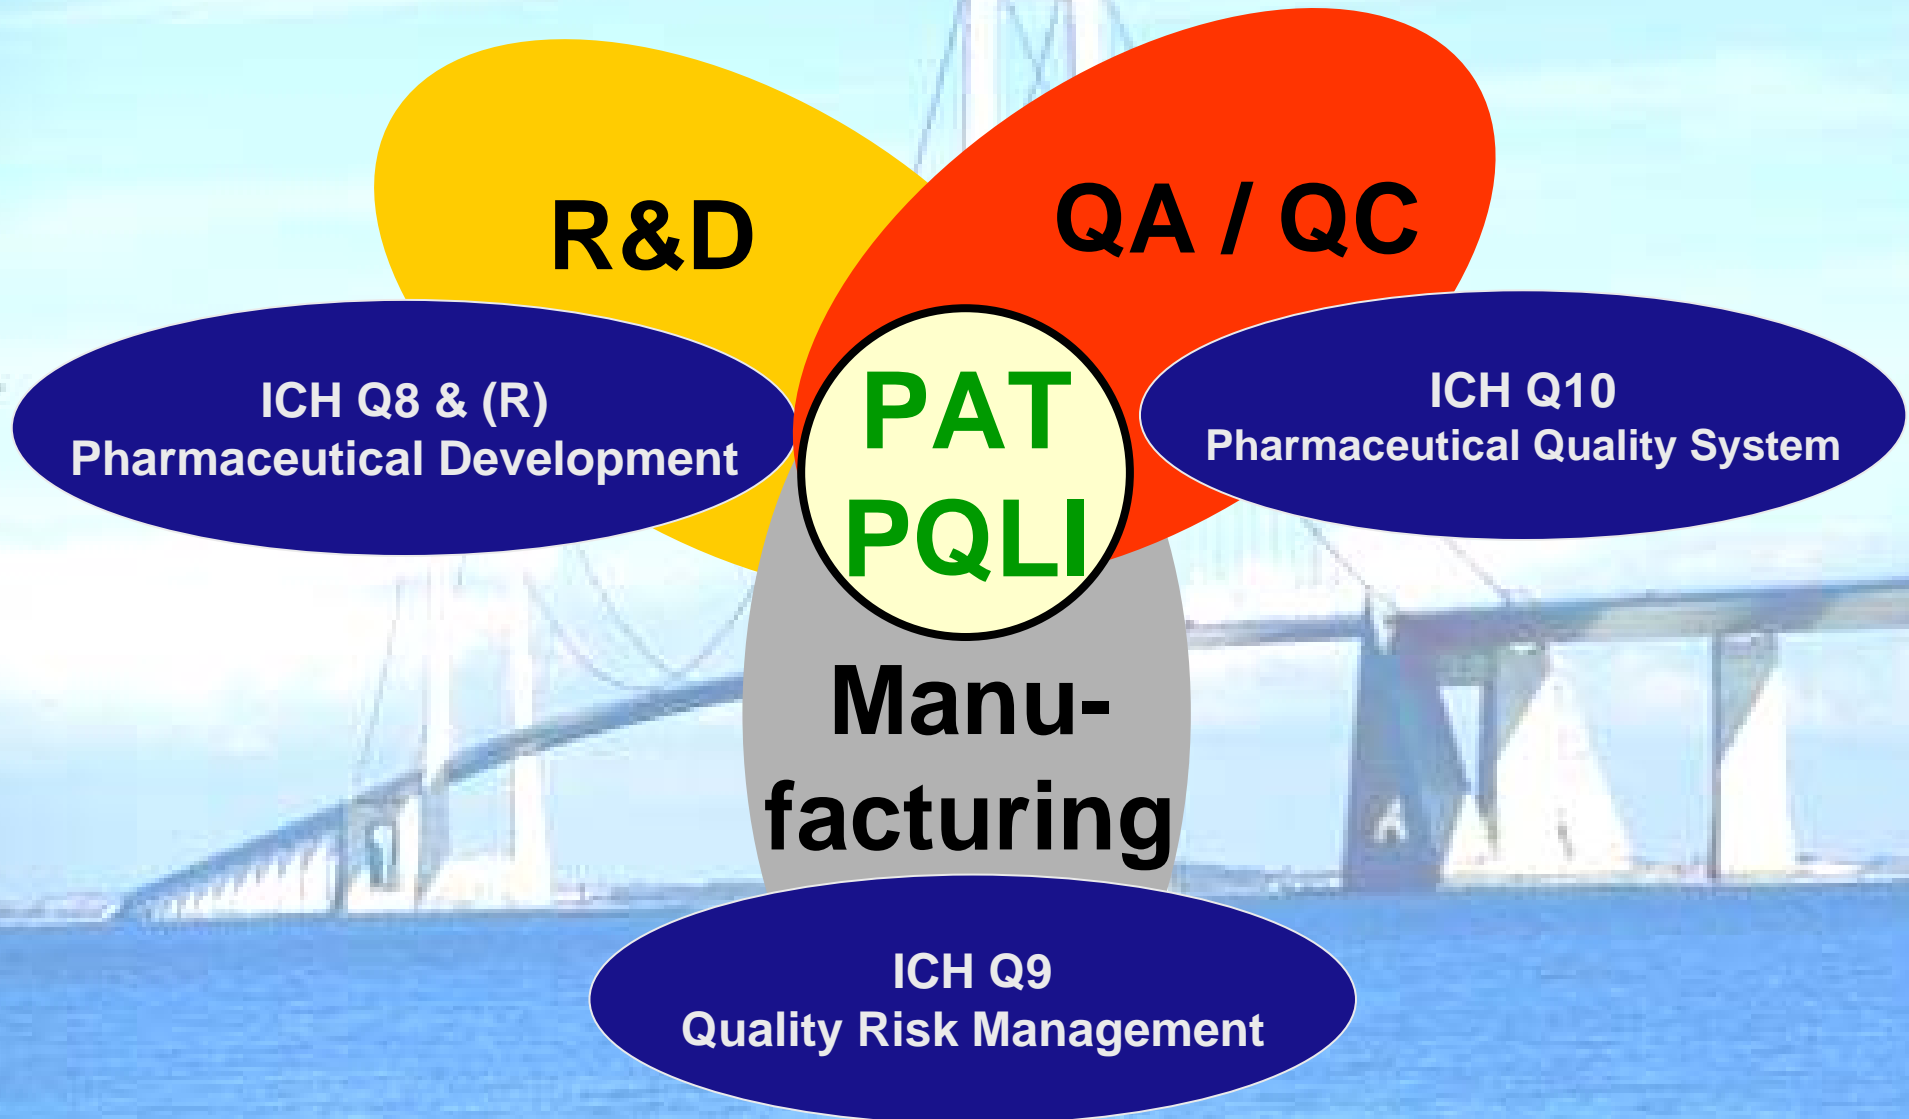 R&D
QA / QC
ICH Q8 & (R)
Pharmaceutical Development
PAT
PQLI
ICH Q10
Pharmaceutical Quality System
Manu-
facturing
ICH Q9
Quality Risk Management